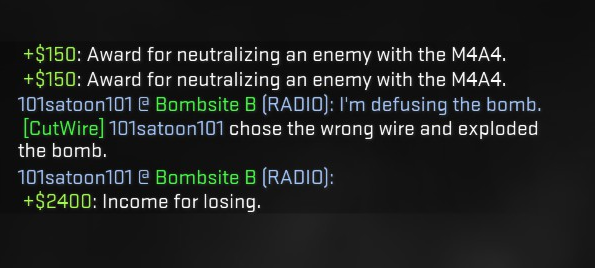 +$150: Award for neutralizing an enemy with the M4A4.
+$150: Award for neutralizing an enemy with the M4A4.
101satoon101 @ Bombsite B (RADIO): I'm defusing the bomb.
[CutWire] 101satoon101 chose the wrong wire and exploded
the bomb.
101satoon101 @ Bombsite B (RADIO):
+$2400: Income for losing.